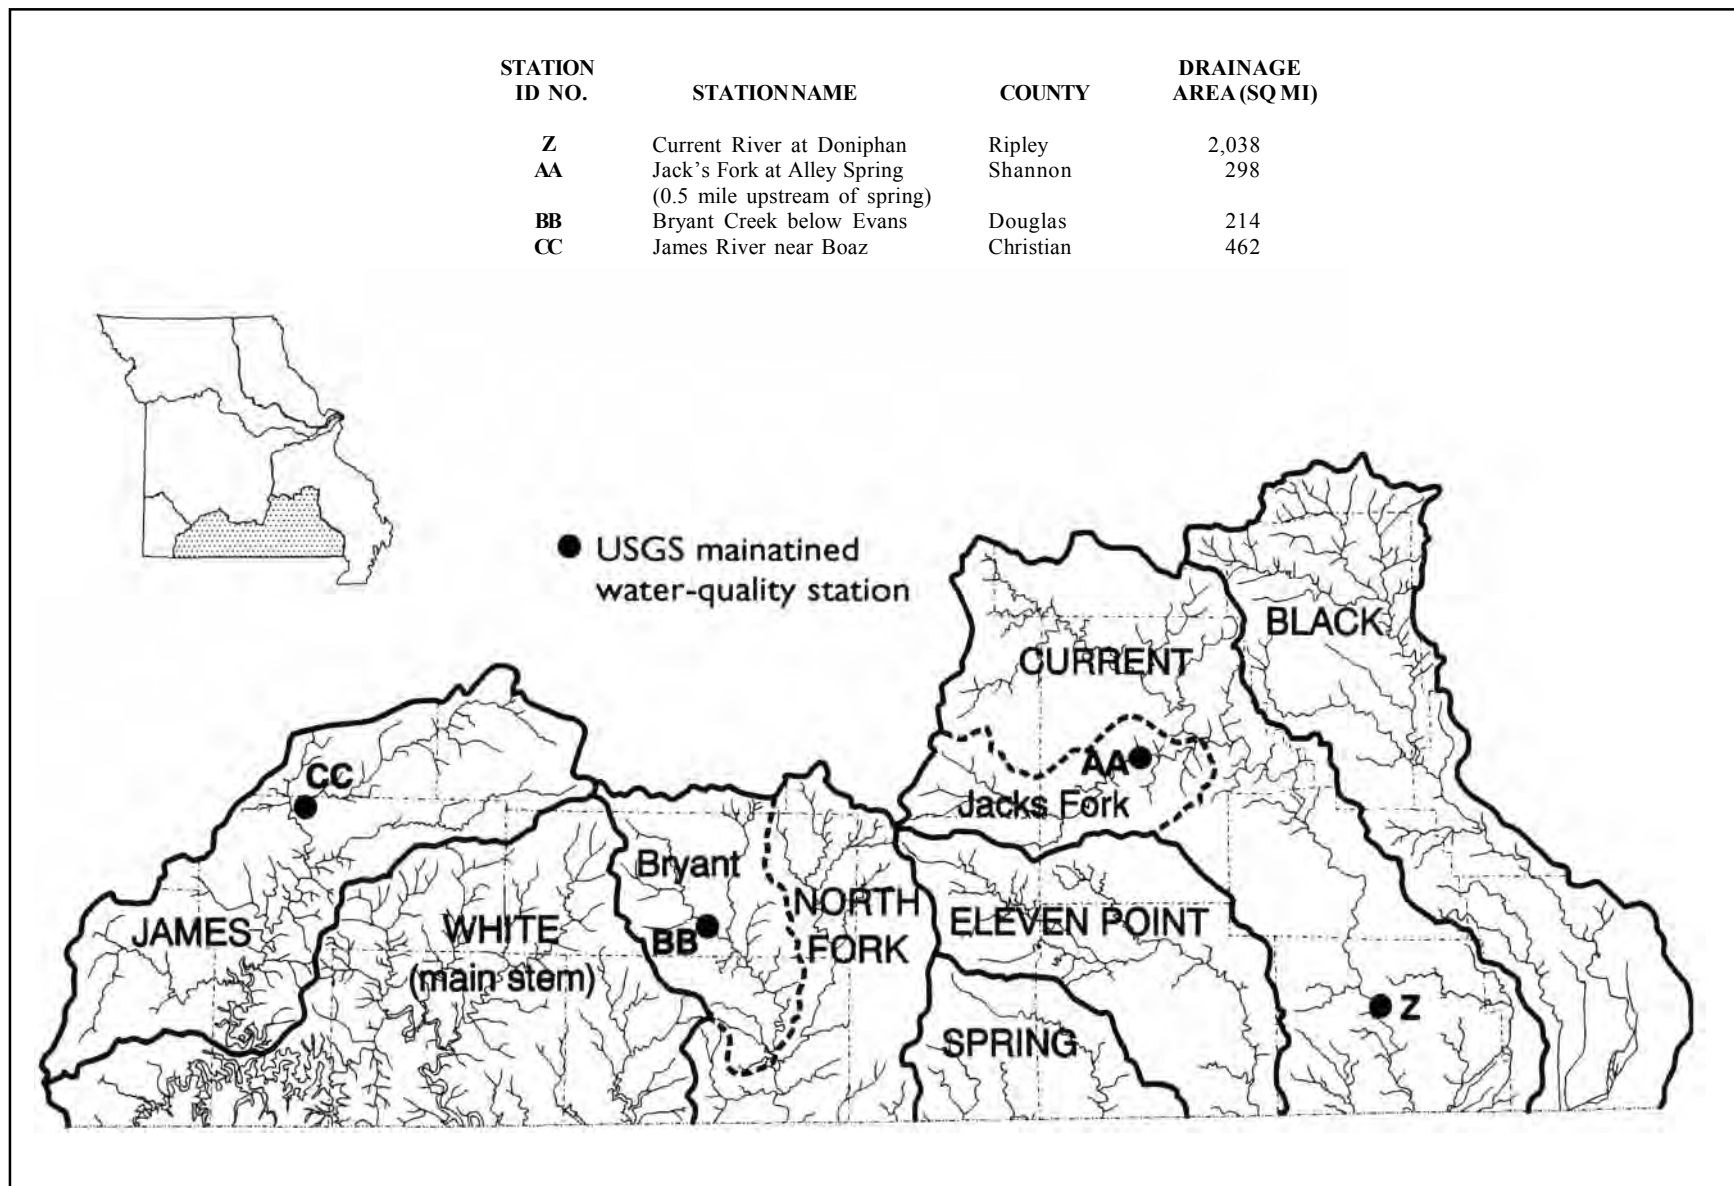 STATION ID NO. STATION NAME COUNTY DRAINAGE AREA (SQ MI)
Z Current River at Doniphan Ripley 2,038
AA Jack’s Fork at Alley Spring Shannon 298
(0.5 mile upstream of spring)
BB Bryant Creek below Evans Douglas 214
CC James River near Boaz Christian 462
USGS mainatined
water-quality station
BLACK
CURRENT
AA
Jacks Fork
CC
Bryant
NORTH
FORK
JAMES
WHITE
(main stem)
BB
ELEVEN POINT
Z
SPRING